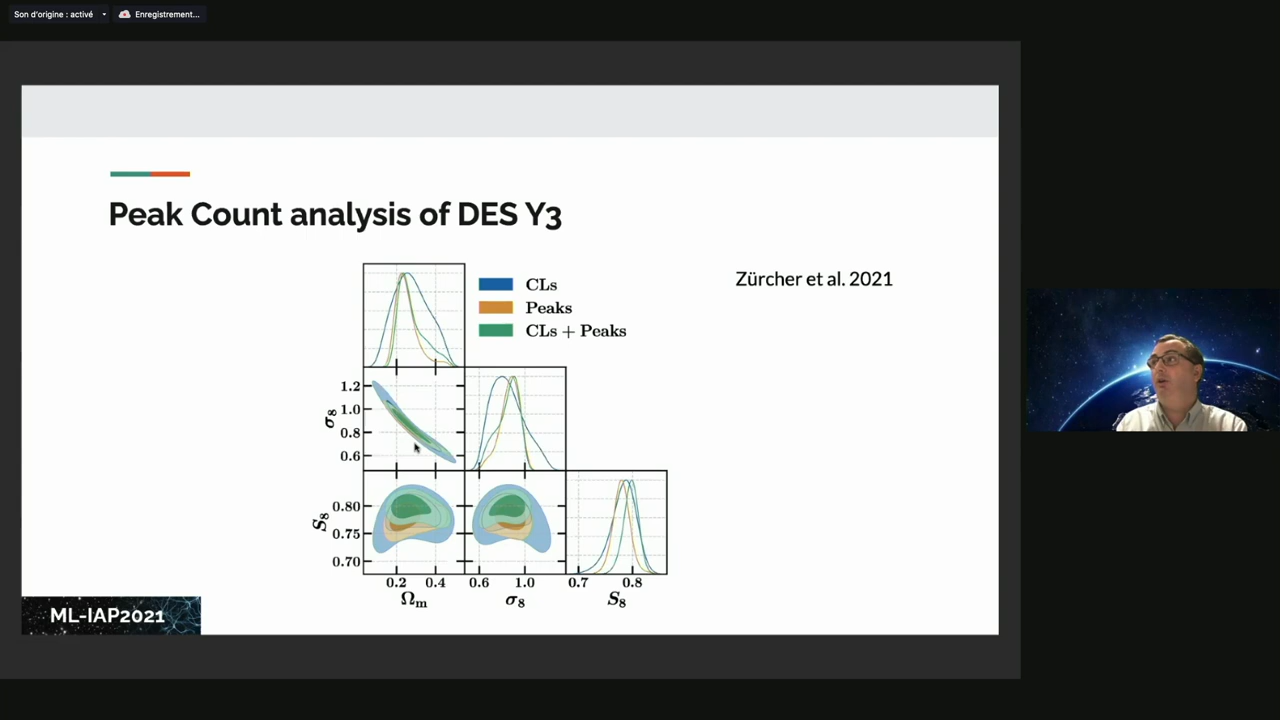 Son d'origine : activé
Enregistrement...
Peak Count analysis of DES Y3
Zürcher et al. 2021
CLs
Peaks
CLs + Peaks
σ8
1.2
1.0
0.8
0.6
S8
0.80
0.75
0.70
0.2 0.4 0.6 1.0 0.7 0.8
Ωm σ8 S8
ML-IAP2021